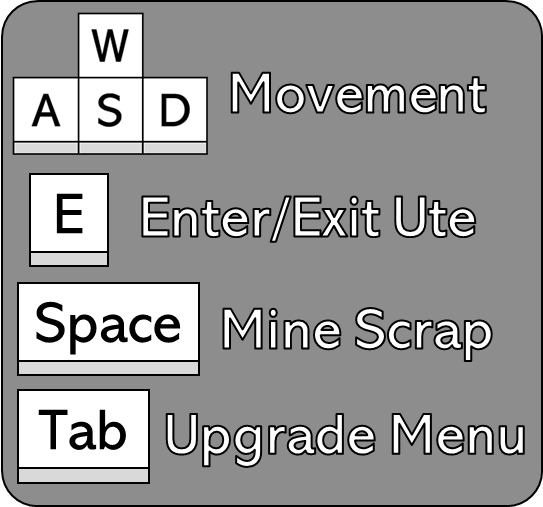 W
A S D Movement
E Enter/Exit Ute
Space Mine Scrap
Tab Upgrade Menu